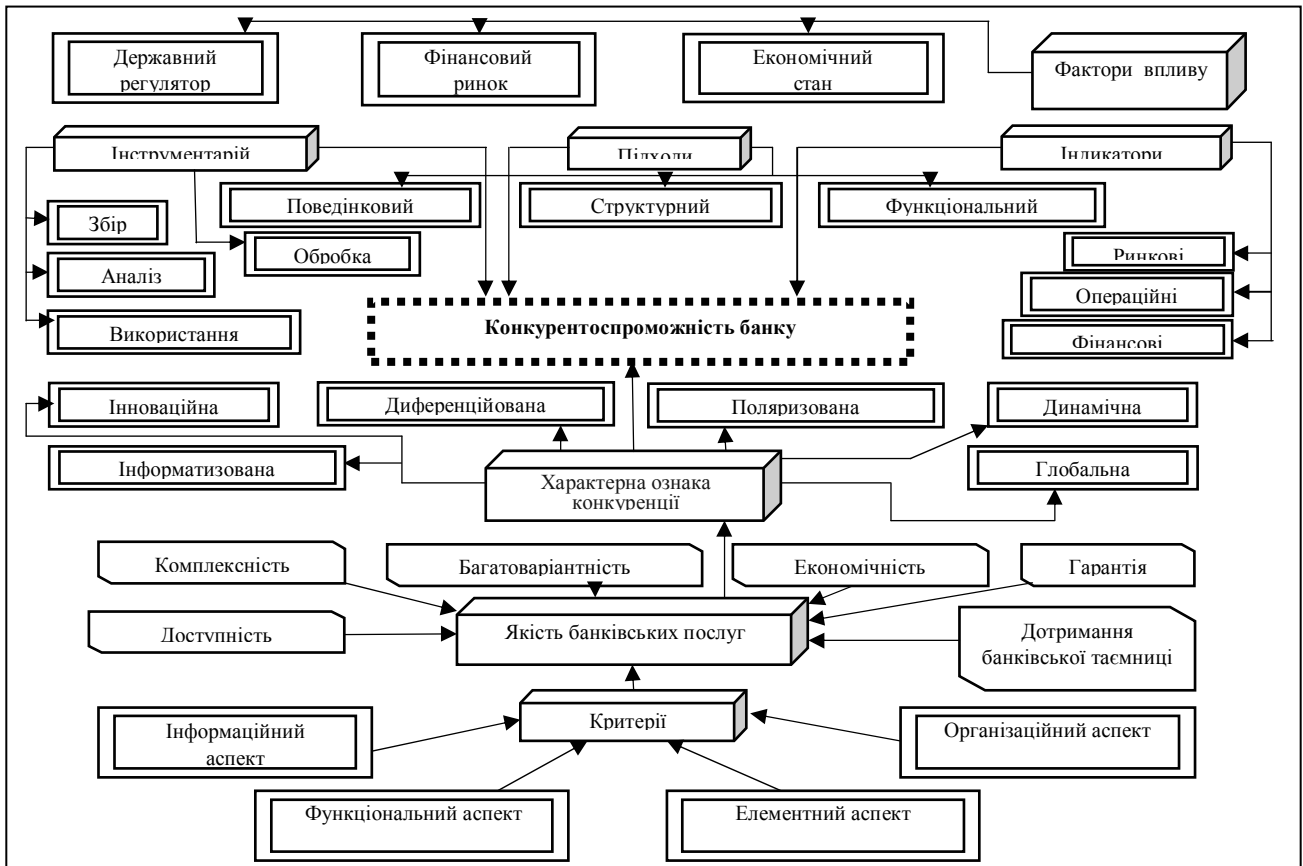 Державний
регулятор
Фінансовий
ринок
Економічний
стан
Фактори впливу
Інструментарій
Підходи
Індикатори
Поведінковий
Структурний
Функціональний
Збір
Обробка
Ринкові
Аналіз
Операційні
Використання
Конкурентоспроможність банку
Фінансові
Інноваційна
Диференційована
Поляризована
Динамічна
Інформатизована
Характерна ознака
конкуренції
Глобальна
Комплексність
Багатоваріантність
Економічність
Гарантія
Доступність
Якість банківських послуг
Дотримання
банківської таємниці
Критерії
Інформаційний
аспект
Організаційний аспект
Функціональний аспект
Елементний аспект